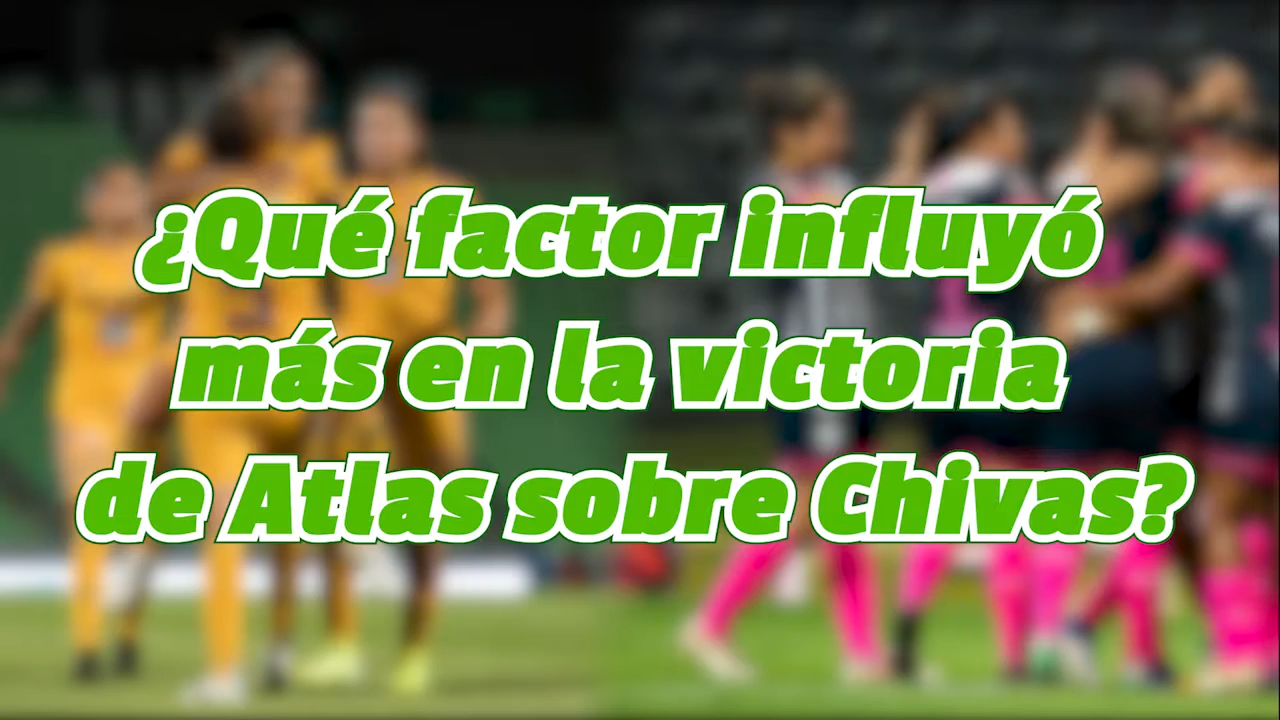 ¿Qué factor influyó
más en la victoria
de Atlas sobre Chivas?